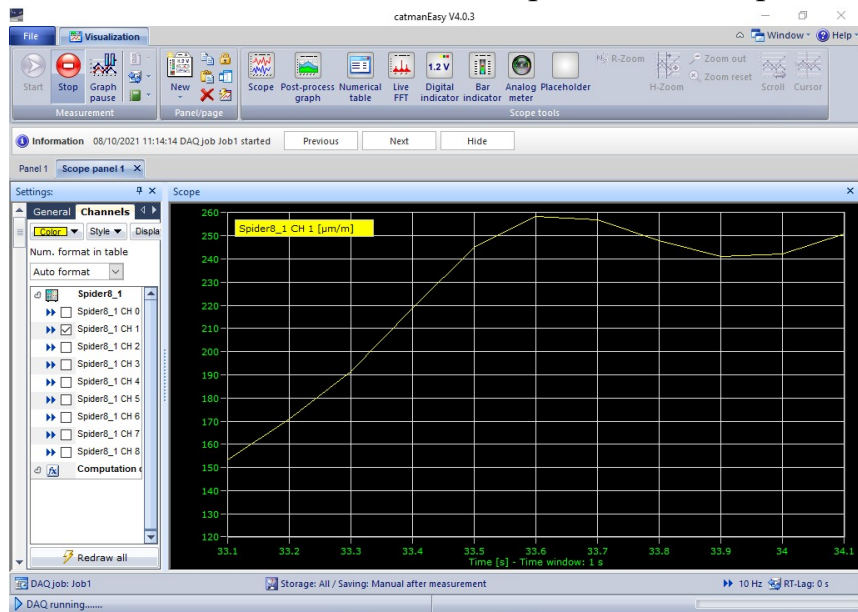 catmanEasy V4.0.3
File Visualization Window Help
Start Stop Graph pause New Scope Post-process graph Numerical table Live FFT Digital indicator Bar indicator Analog meter Placeholder R-Zoom H-Zoom Zoom out Zoom reset Scroll Cursor
1.2 V
Measurement Panel/page Scope tools
Information 08/10/2021 11:14:14 DAQ job Job1 started Previous Next Hide
Panel 1 Scope panel 1
Settings: Scope
General Channels
Color Style Displa
Num. format in table
Auto format
Spider8_1
Spider8_1 CH 0
Spider8_1 CH 1
Spider8_1 CH 2
Spider8_1 CH 3
Spider8_1 CH 4
Spider8_1 CH 5
Spider8_1 CH 6
Spider8_1 CH 7
Spider8_1 CH 8
fx Computation c
Redraw all
Spider8_1 CH 1 [µm/m]
260
250
240
230
220
210
200
190
180
170
160
150
140
130
120
33.1 33.2 33.3 33.4 33.5 33.6 33.7 33.8 33.9 34 34.1
Time [s] - Time window: 1 s
DAQ job: Job1 Storage: All / Saving: Manual after measurement 10 Hz RT-Lag: 0 s
DAQ running.......